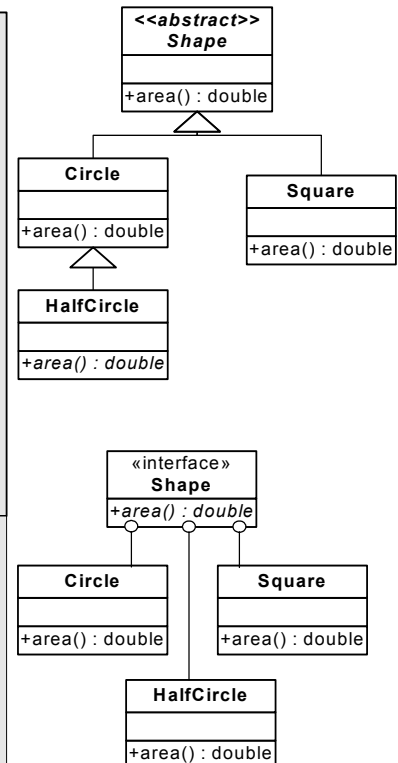 <<abstract>>
Shape
+area() : double
Circle
+area() : double
Square
+area() : double
HalfCircle
+area() : double
«interface»
Shape
+area() : double
Circle
+area() : double
Square
+area() : double
HalfCircle
+area() : double